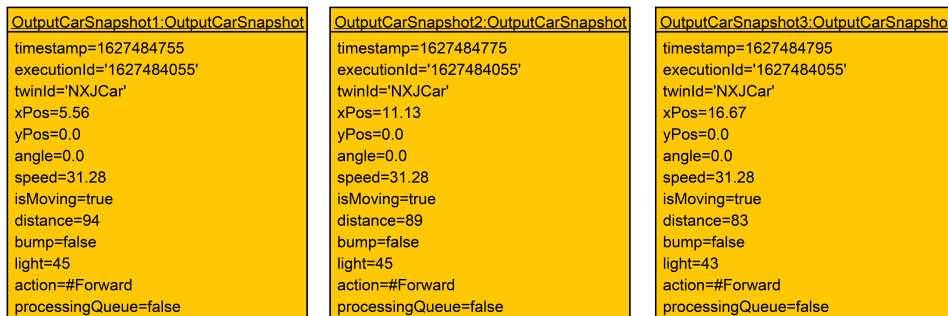 OutputCarSnapshot1:OutputCarSnapshot
timestamp=1627484755
executionId='1627484055'
twinId='NXJCar'
xPos=5.56
yPos=0.0
angle=0.0
speed=31.28
isMoving=true
distance=94
bump=false
light=45
action=#Forward
processingQueue=false
OutputCarSnapshot2:OutputCarSnapshot
timestamp=1627484775
executionId='1627484055'
twinId='NXJCar'
xPos=11.13
yPos=0.0
angle=0.0
speed=31.28
isMoving=true
distance=89
bump=false
light=45
action=#Forward
processingQueue=false
OutputCarSnapshot3:OutputCarSnapsho
timestamp=1627484795
executionId='1627484055'
twinId='NXJCar'
xPos=16.67
yPos=0.0
angle=0.0
speed=31.28
isMoving=true
distance=83
bump=false
light=43
action=#Forward
processingQueue=false